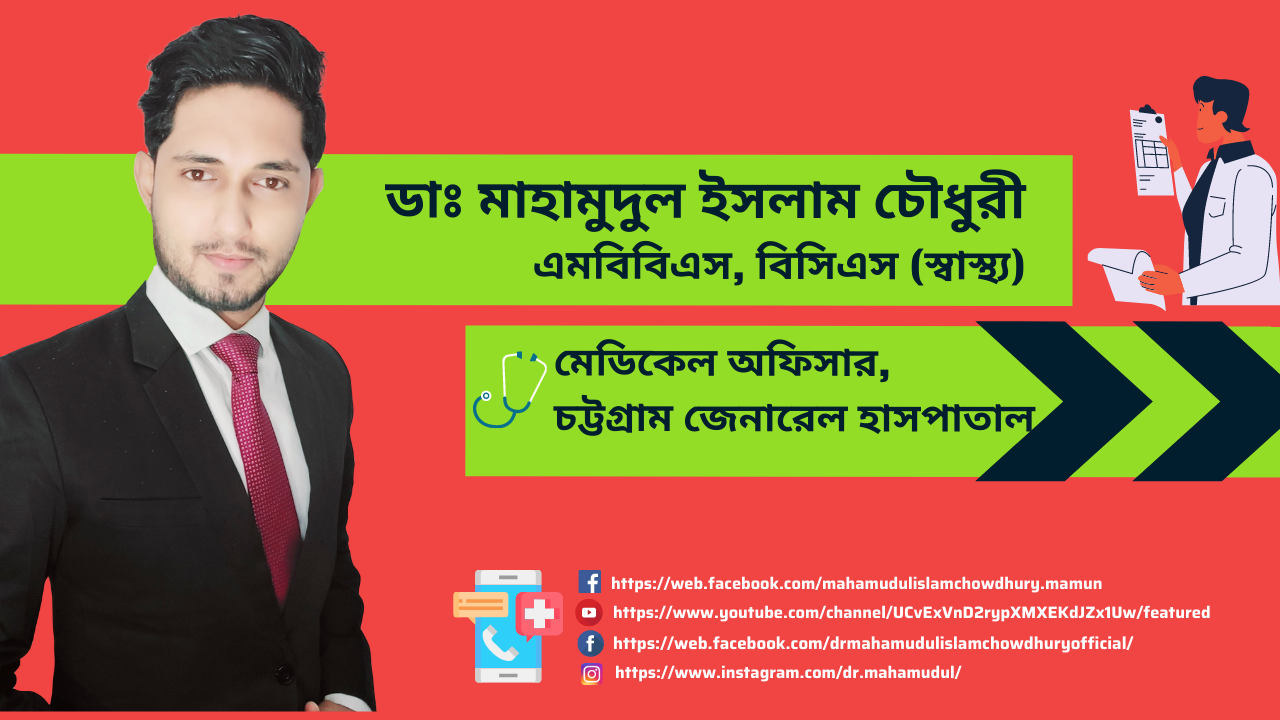 ডাঃ মাহামুদুল ইসলাম চৌধুরী
এমবিবিএস, বিসিএস (স্বাস্থ্য)
মেডিকেল অফিসার,
চট্টগ্রাম জেনারেল হাসপাতাল
https://web.facebook.com/mahamudulislamchowdhury.mamun
https://www.youtube.com/channel/UCvExVnD2rypXMXEKdJZx1Uw/featured
https://web.facebook.com/drmahamudulislamchowdhuryofficial/
https://www.instagram.com/dr.mahamudul/